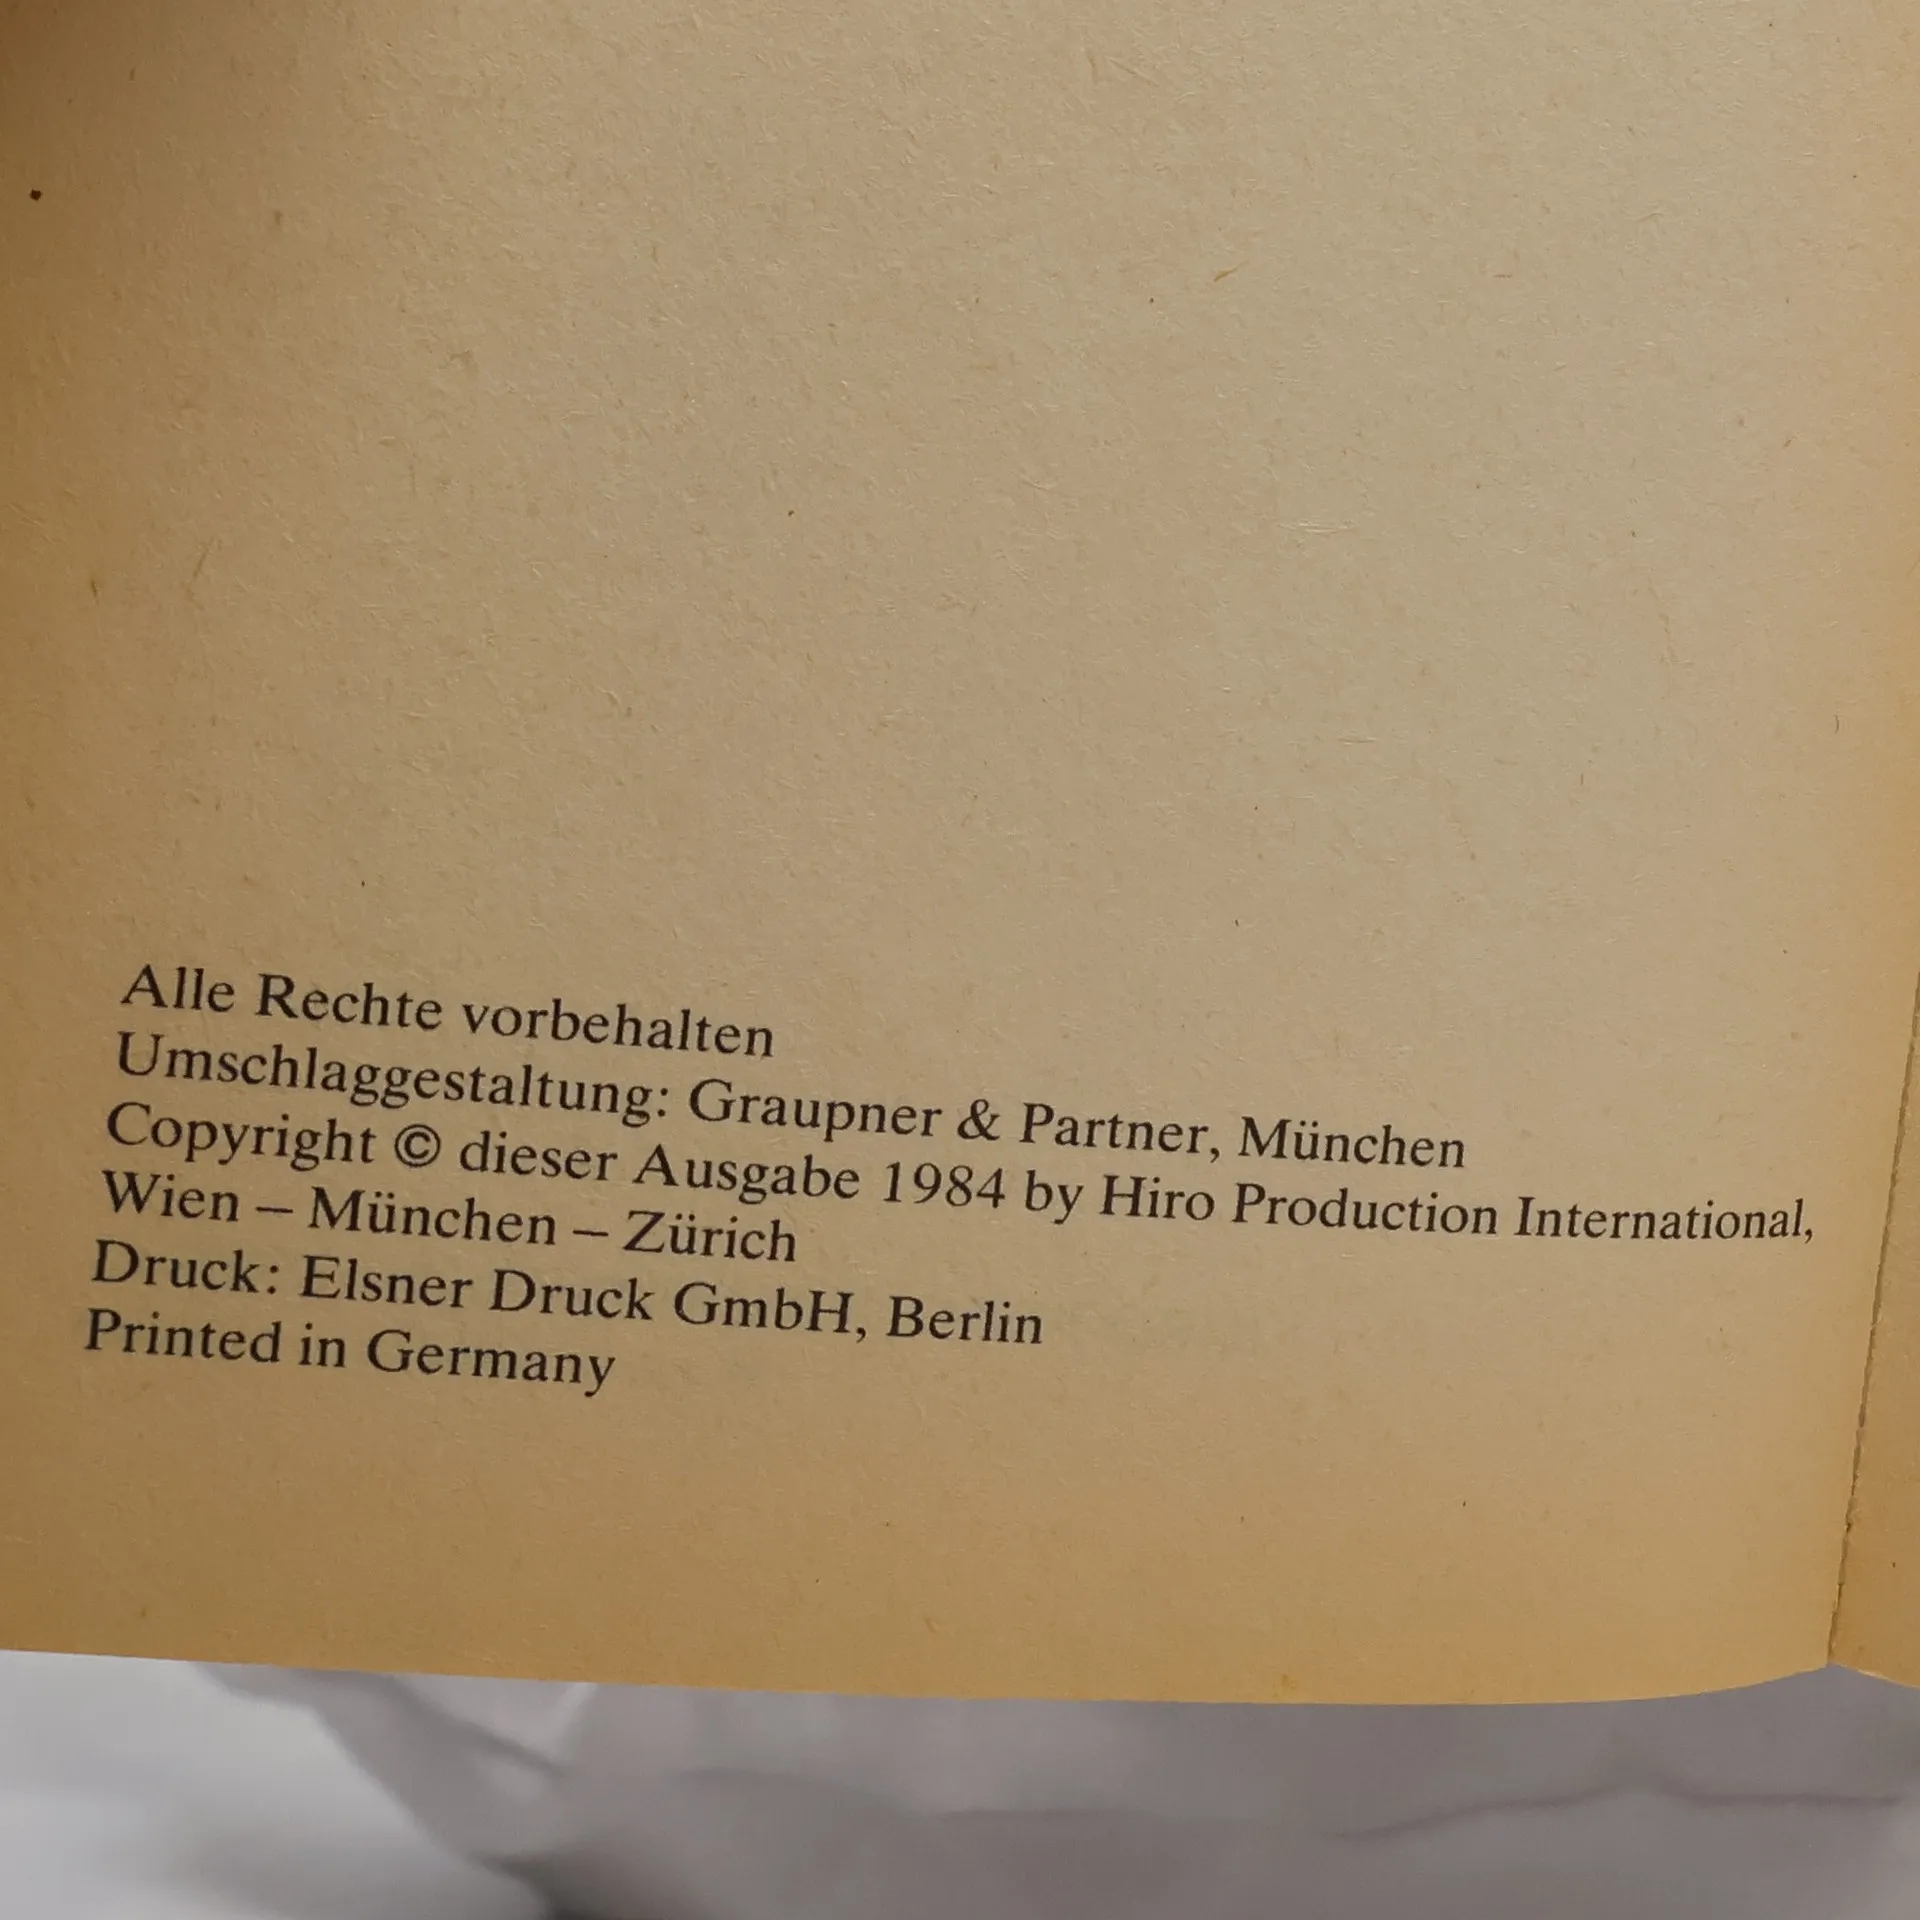 Alle Rechte vorbehalten
Umschlaggestaltung: Graupner & Partner, München
Copyright © dieser Ausgabe 1984 by Hiro Production International,
Wien – München – Zürich
Druck: Elsner Druck GmbH, Berlin
Printed in Germany